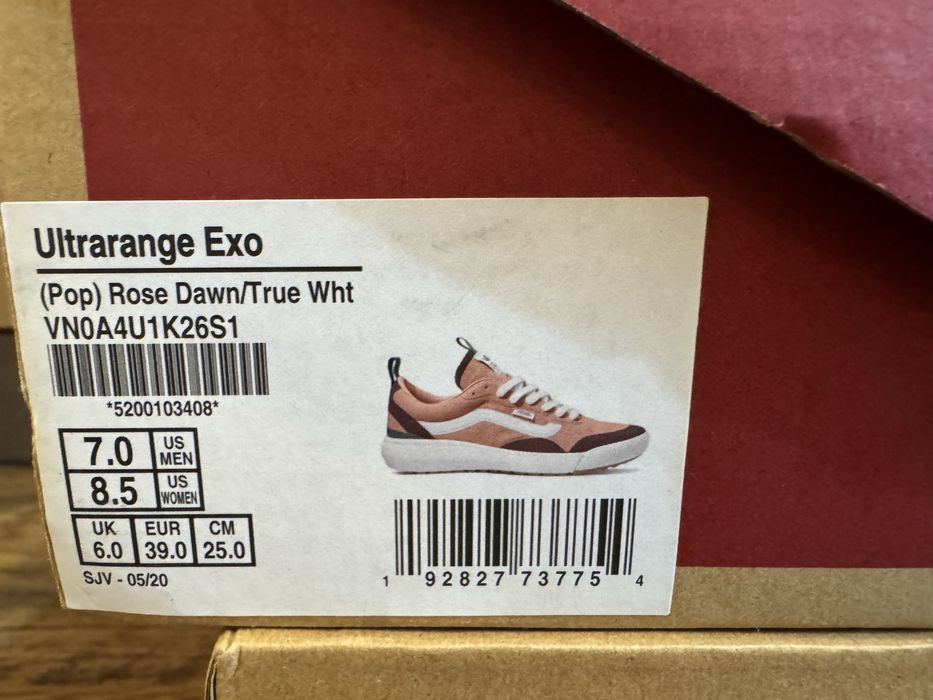 Ultrarange Exo
(Pop) Rose Dawn/True Wht
VN0A4U1K26S1
*5200103408*
7.0 US MEN
8.5 US WOMEN
UK EUR CM
6.0 39.0 25.0
SJV - 05/20
1 92827 73775 4